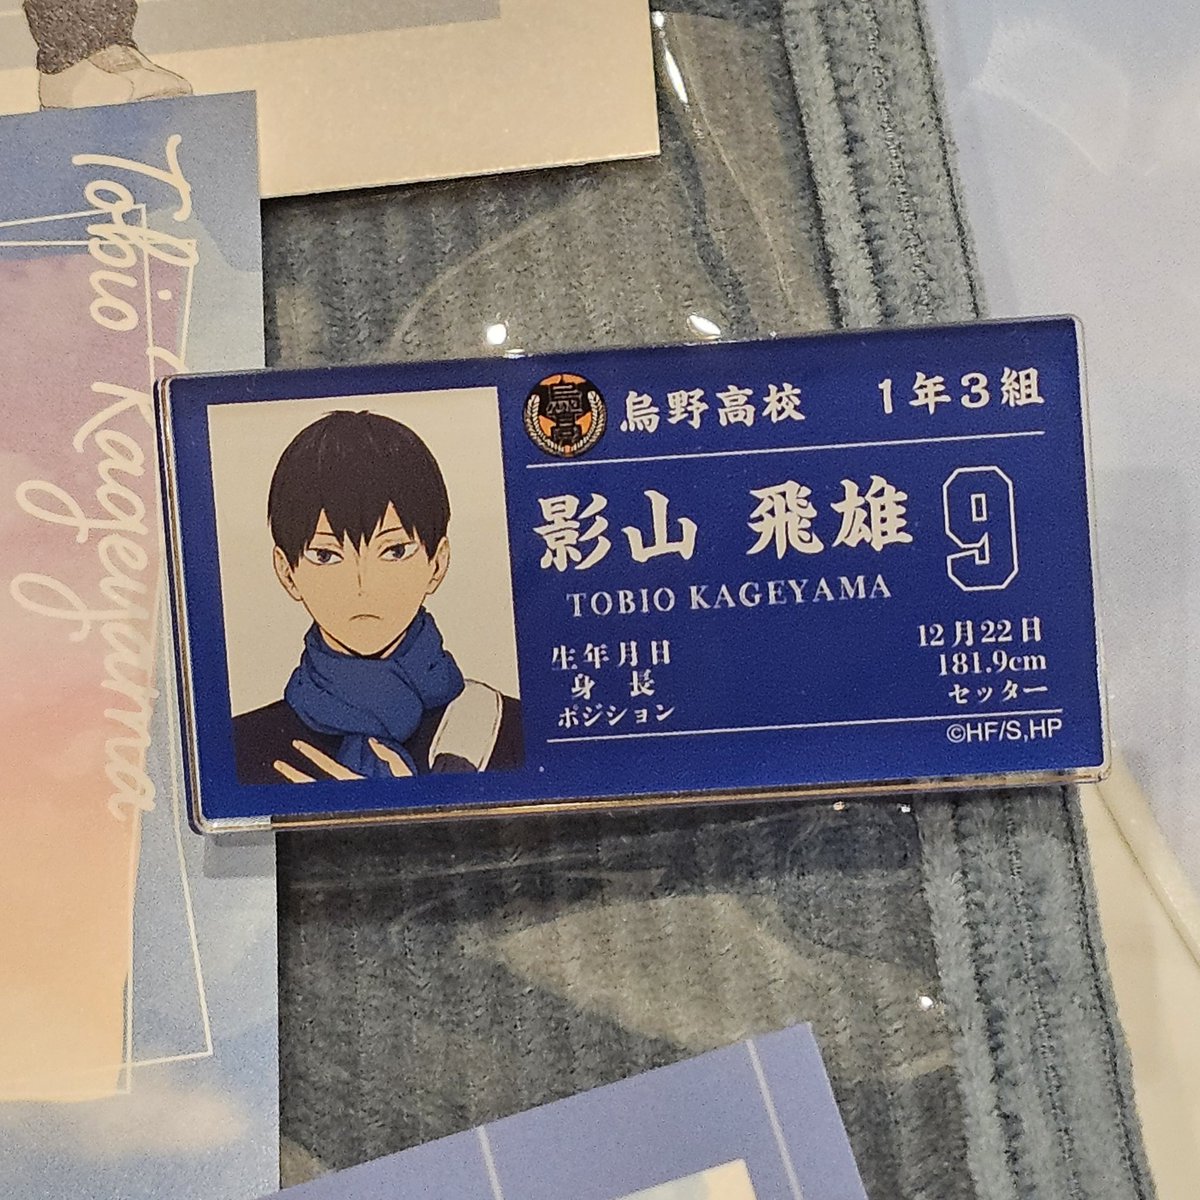 Tobio Kageyama
烏野高校 1年3組
影山 飛雄 9
TOBIO KAGEYAMA
生年月日 12月22日
身 長 181.9cm
ポジション セッター
©HF/S,HP
烏高